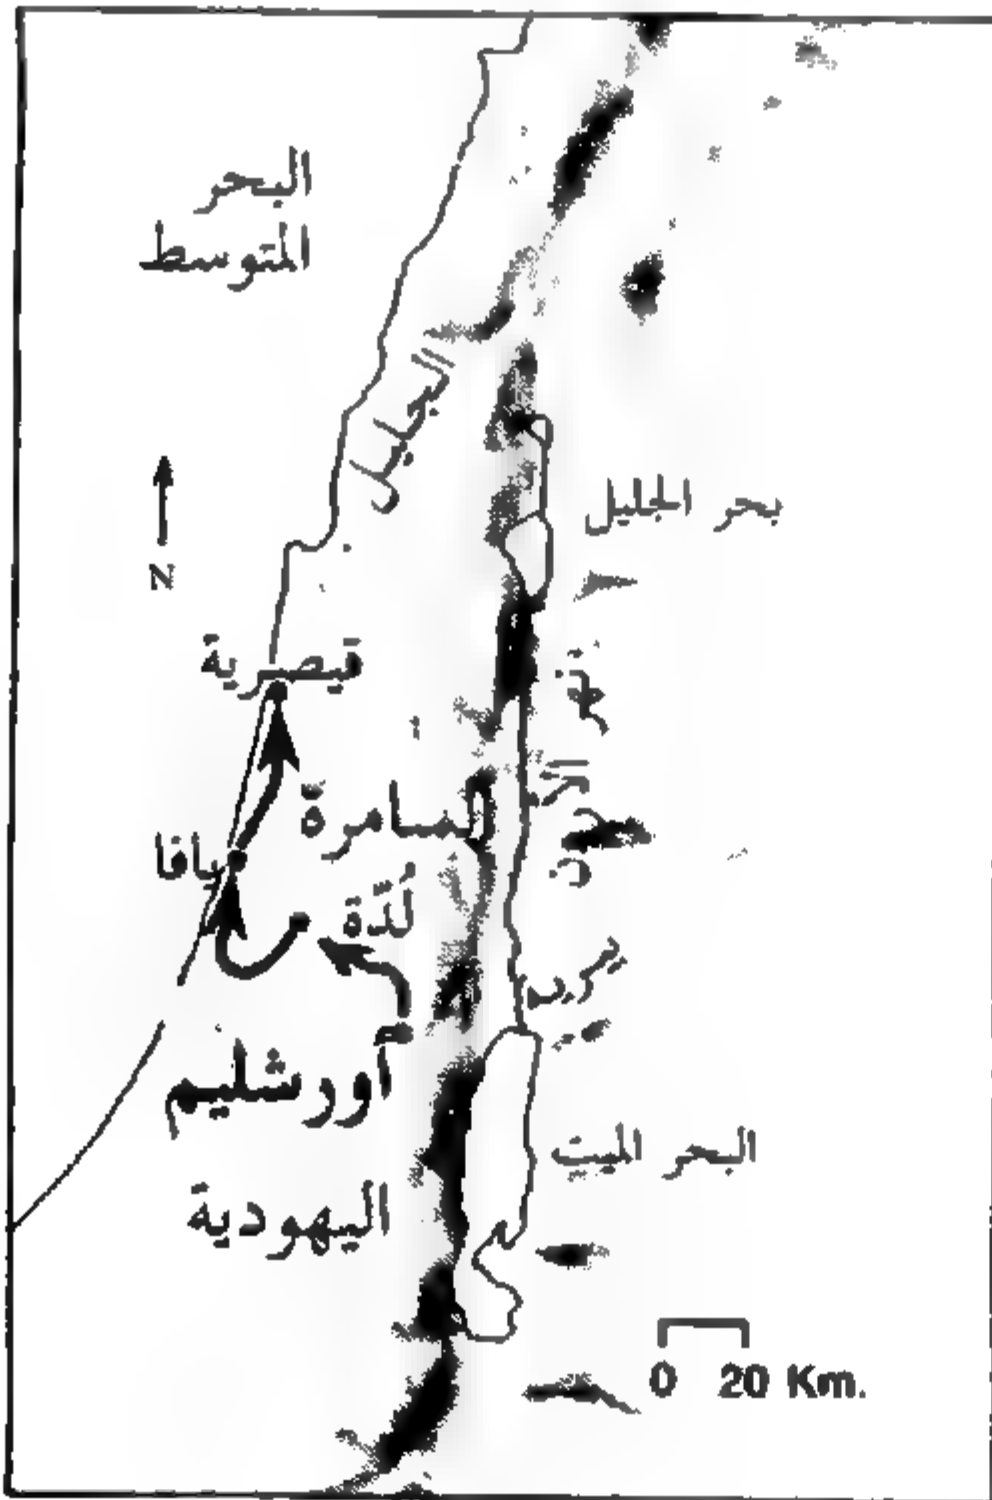 البحر
المتوسط
الجليل
بحر الجليل
N
قيصرية
نهر
الأردن
السامرة
يافا
لُدّة
أورشليم
البحر الميت
اليهودية
0 20 Km.